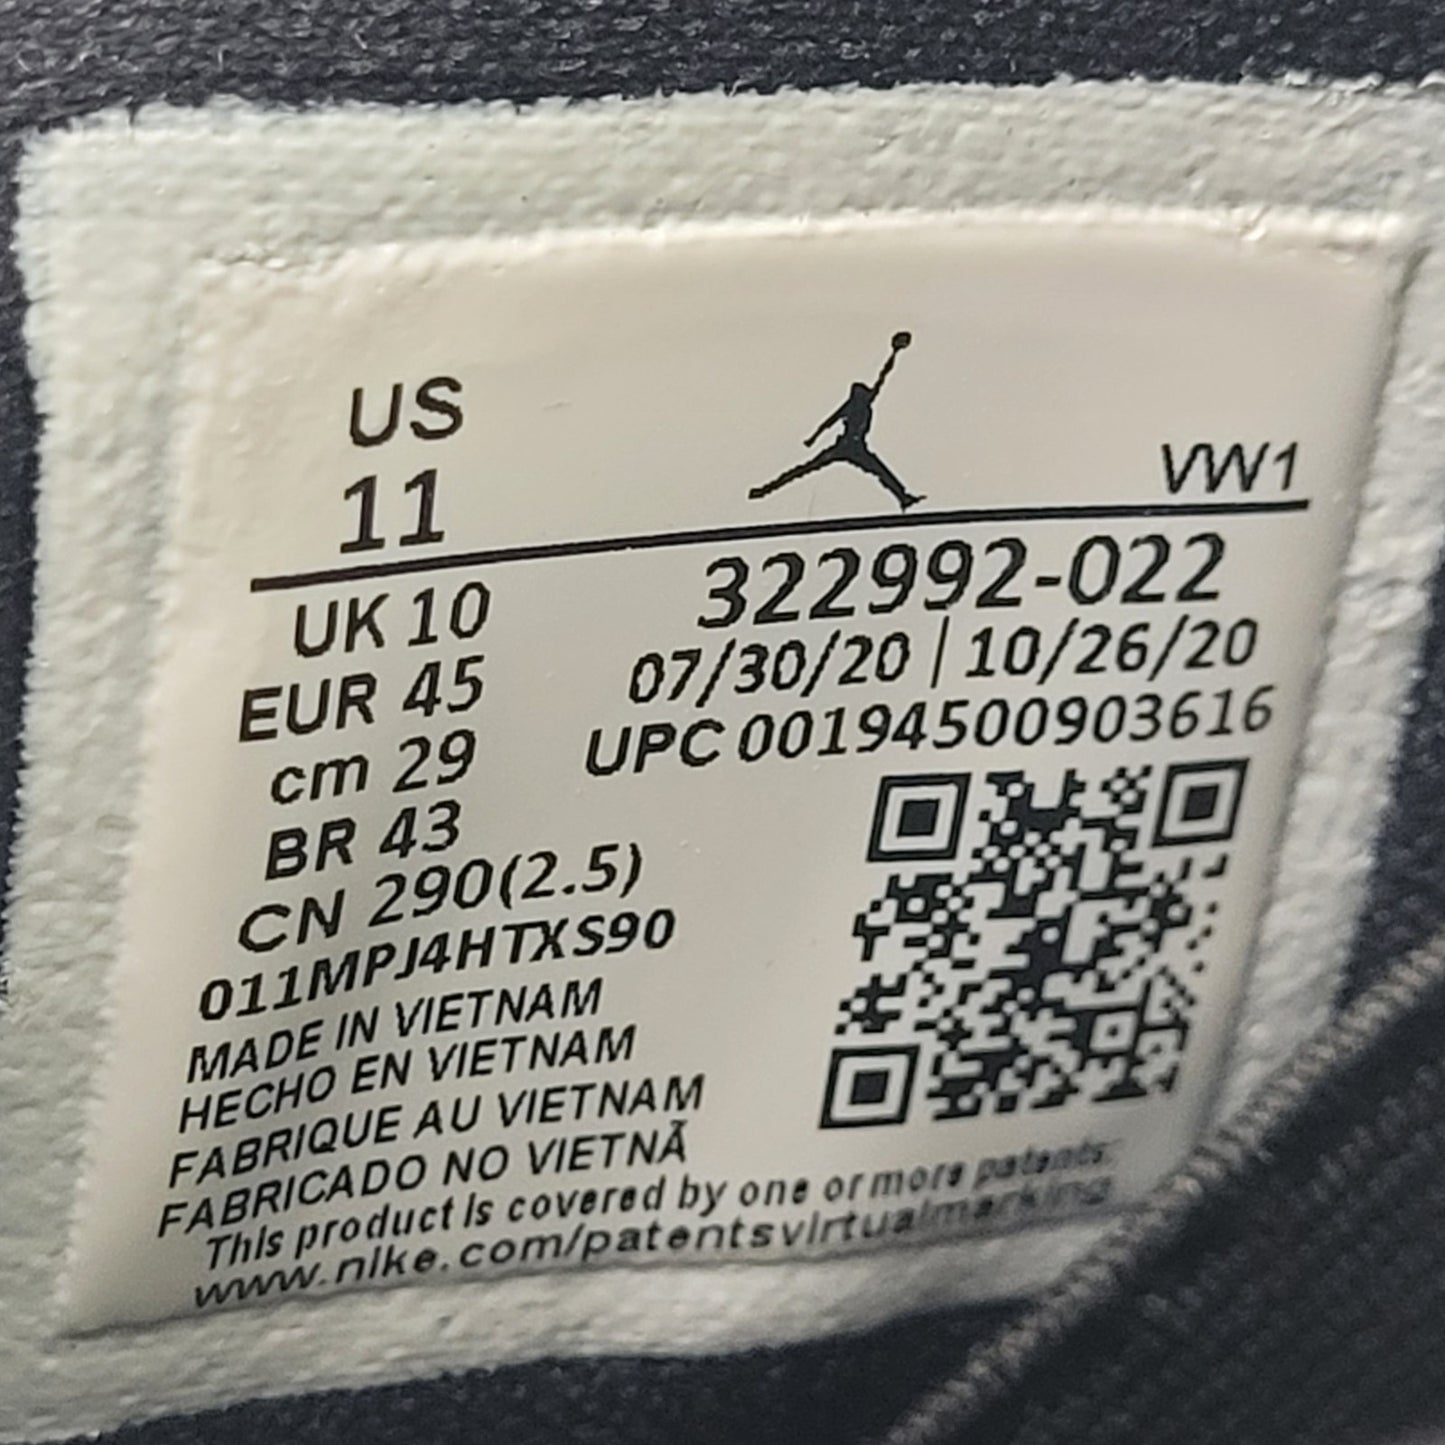 US
11
VW1
UK 10
EUR 45
cm 29
BR 43
CN 290(2.5)
322992-022
07/30/20 | 10/26/20
UPC 00194500903616
011MPJ4HTXS90
MADE IN VIETNAM
HECHO EN VIETNAM
FABRIQUE AU VIETNAM
FABRICADO NO VIETNÃ
This product is covered by one or more patents:
www.nike.com/patentsvirtualmarking